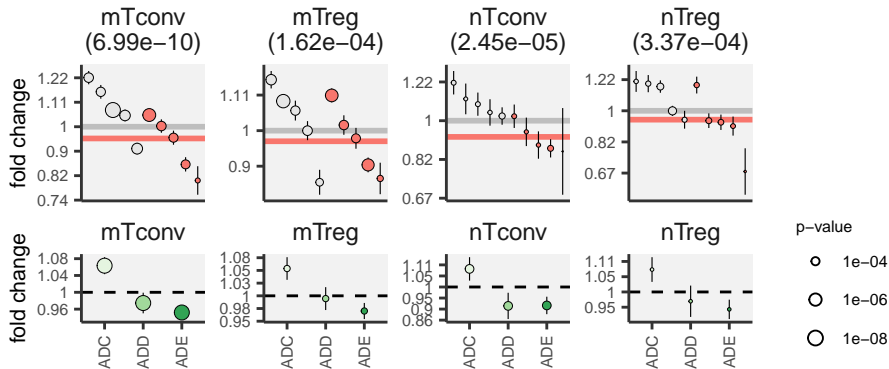 mTconv
(6.99e−10)
mTreg
(1.62e−04)
nTconv
(2.45e−05)
nTreg
(3.37e−04)
fold change
1.22
1.11
1
0.9
0.82
0.74
1.11
1
0.9
1.22
1
0.82
0.67
1.22
1
0.82
0.67
mTconv
mTreg
nTconv
nTreg
fold change
1.08
1.04
1
0.96
1.08
1.05
1.03
1
0.98
0.95
1.11
1.05
1
0.95
0.9
0.86
1.11
1.05
1
0.95
ADC
ADD
ADE
ADC
ADD
ADE
ADC
ADD
ADE
ADC
ADD
ADE
p−value
1e−04
1e−06
1e−08